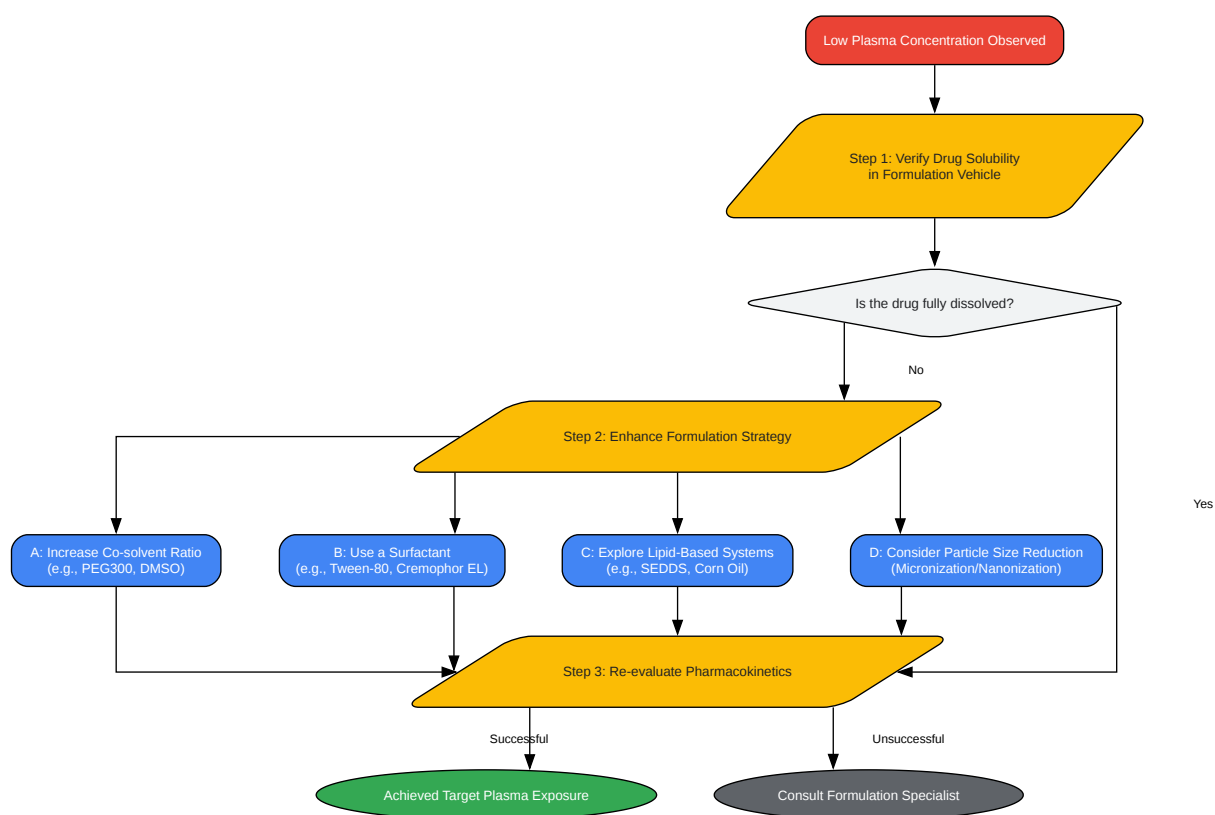 Low Plasma Concentration Observed
Step 1: Verify Drug Solubility
in Formulation Vehicle
Is the drug fully dissolved?
No
Step 2: Enhance Formulation Strategy
Yes
A: Increase Co-solvent Ratio
(e.g., PEG300, DMSO)
B: Use a Surfactant
(e.g., Tween-80, Cremophor EL)
C: Explore Lipid-Based Systems
(e.g., SEDDS, Corn Oil)
D: Consider Particle Size Reduction
(Micronization/Nanonization)
Step 3: Re-evaluate Pharmacokinetics
Successful
Unsuccessful
Achieved Target Plasma Exposure
Consult Formulation Specialist